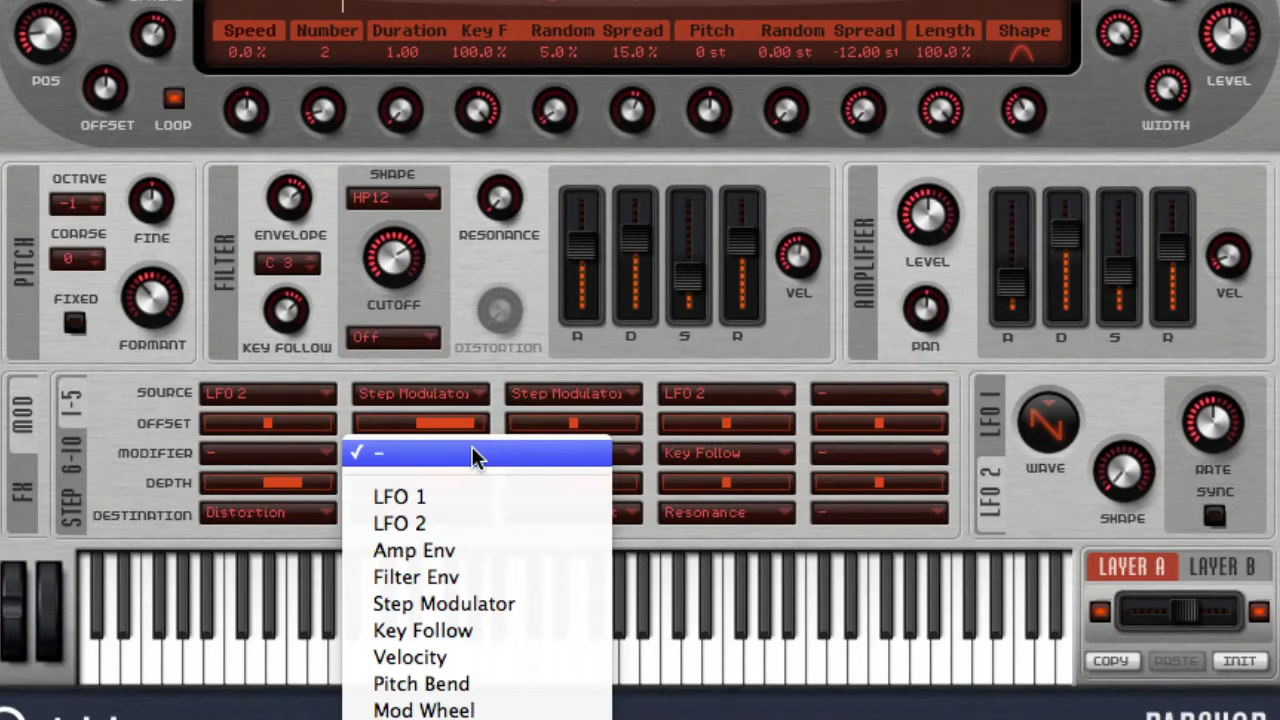 Speed Number Duration Key F Random Spread Pitch Random Spread Length Shape
0.0 % 2 1.00 100.0 % 5.0 % 15.0 % 0 st 0.00 st -12.00 st 100.0 %
POS
OFFSET LOOP
LEVEL
WIDTH
PITCH
OCTAVE
-1
COARSE
0
FINE
FIXED
FORMANT
FILTER
ENVELOPE
C 3
KEY FOLLOW
SHAPE
HP12
CUTOFF
Off
RESONANCE
DISTORTION
A D S R
VEL
AMPLIFIER
LEVEL
PAN
A D S R
VEL
MOD
FX
1-5
6-10
STEP
SOURCE LFO 2 Step Modulator Step Modulator LFO 2 -
OFFSET
MODIFIER - Key Follow -
DEPTH
DESTINATION Distortion Resonance -
✓ -
LFO 1
LFO 2
Amp Env
Filter Env
Step Modulator
Key Follow
Velocity
Pitch Bend
Mod Wheel
LFO 1
LFO 2
WAVE
SHAPE
RATE
SYNC
LAYER A LAYER B
COPY PASTE INIT